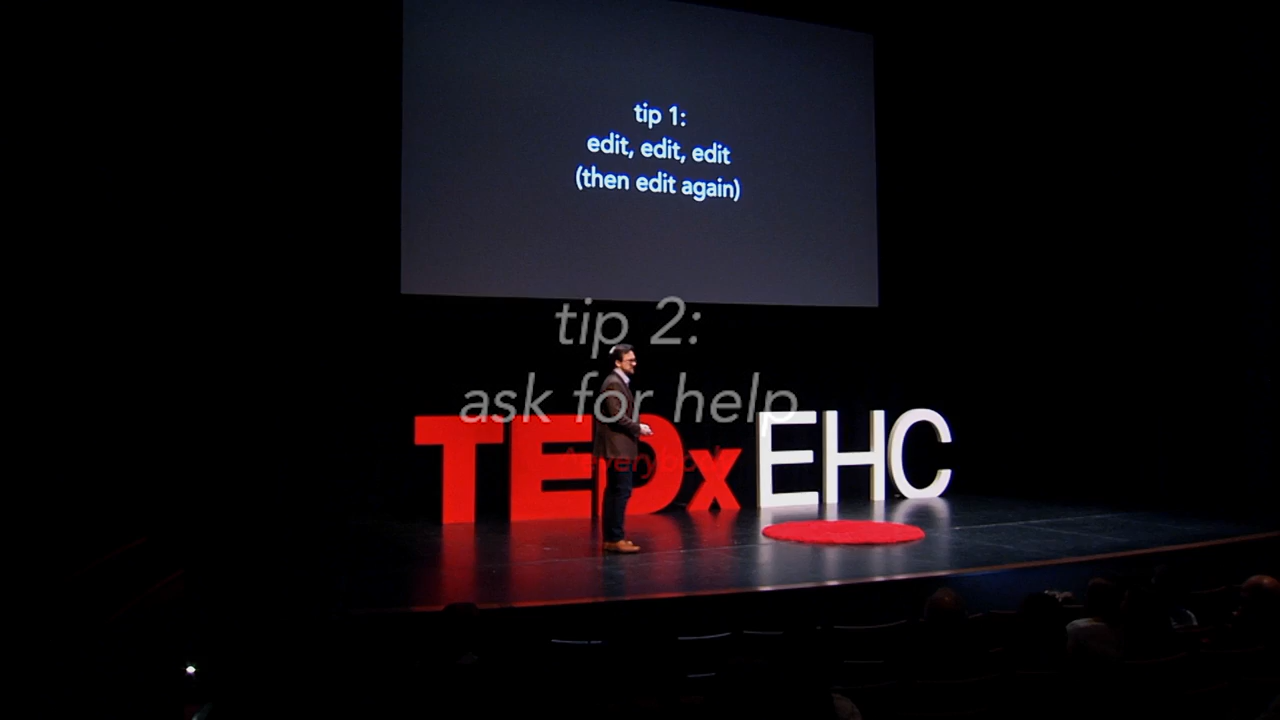 tip 1:
edit, edit, edit
(then edit again)
tip 2:
ask for help
TEDx EHC